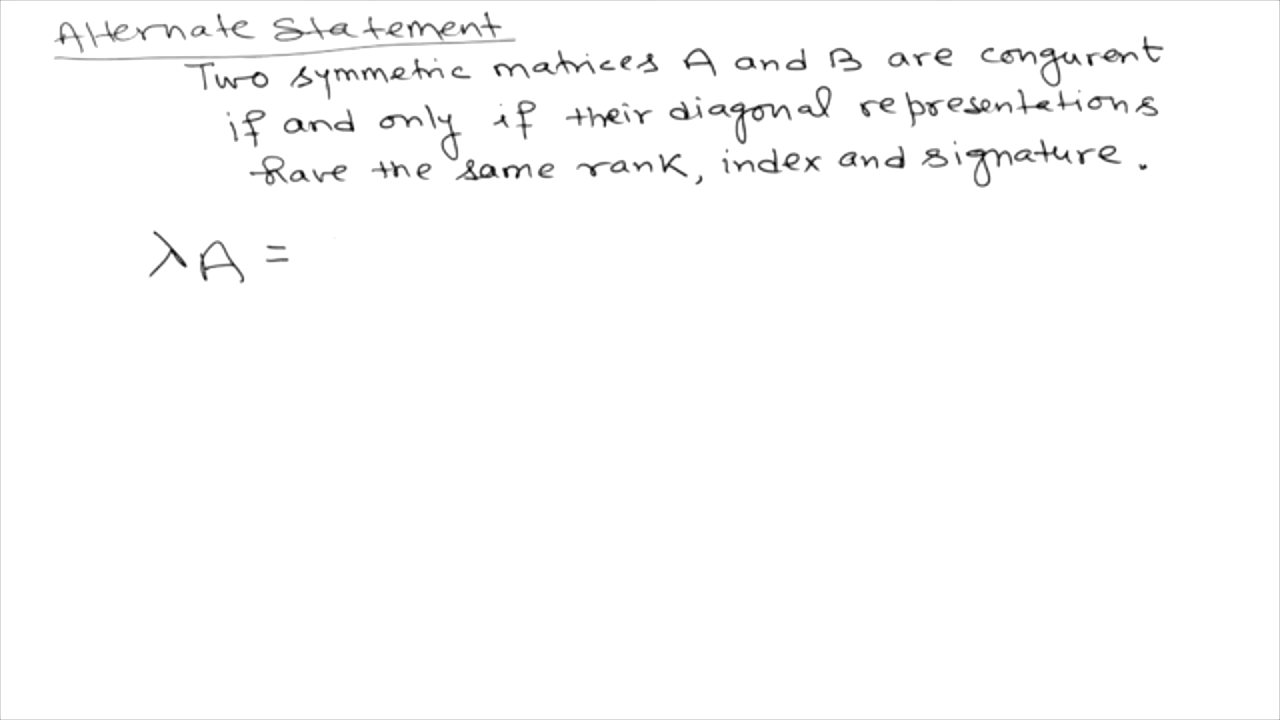 Alternate Statement
Two symmetric matrices A and B are congurent
if and only if their diagonal representations
have the same rank, index and signature.
λA =